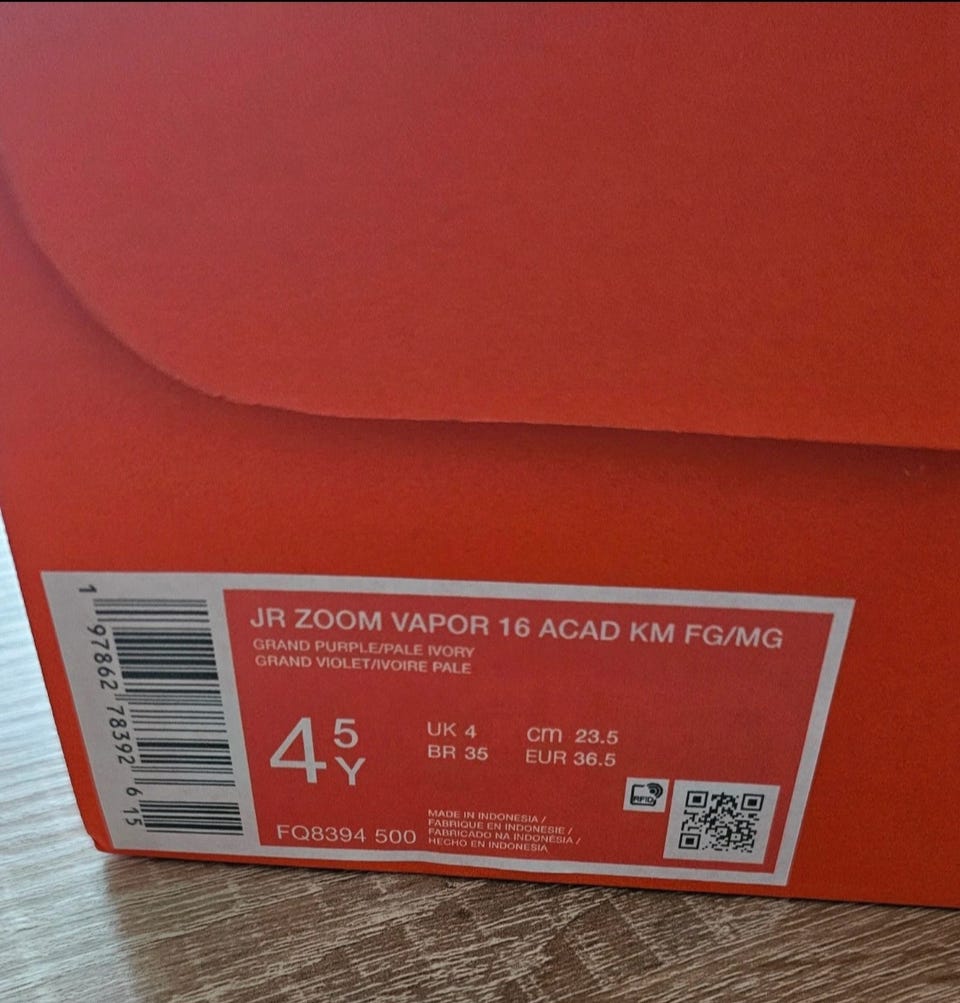 JR ZOOM VAPOR 16 ACAD KM FG/MG
GRAND PURPLE/PALE IVORY
GRAND VIOLET/IVOIRE PALE
4 5 Y
UK 4 cm 23.5
BR 35 EUR 36.5
RFID
FQ8394 500
MADE IN INDONESIA /
FABRIQUE EN INDONESIE /
FABRICADO NA INDONÉSIA /
HECHO EN INDONESIA
1 97862 78392 6 15